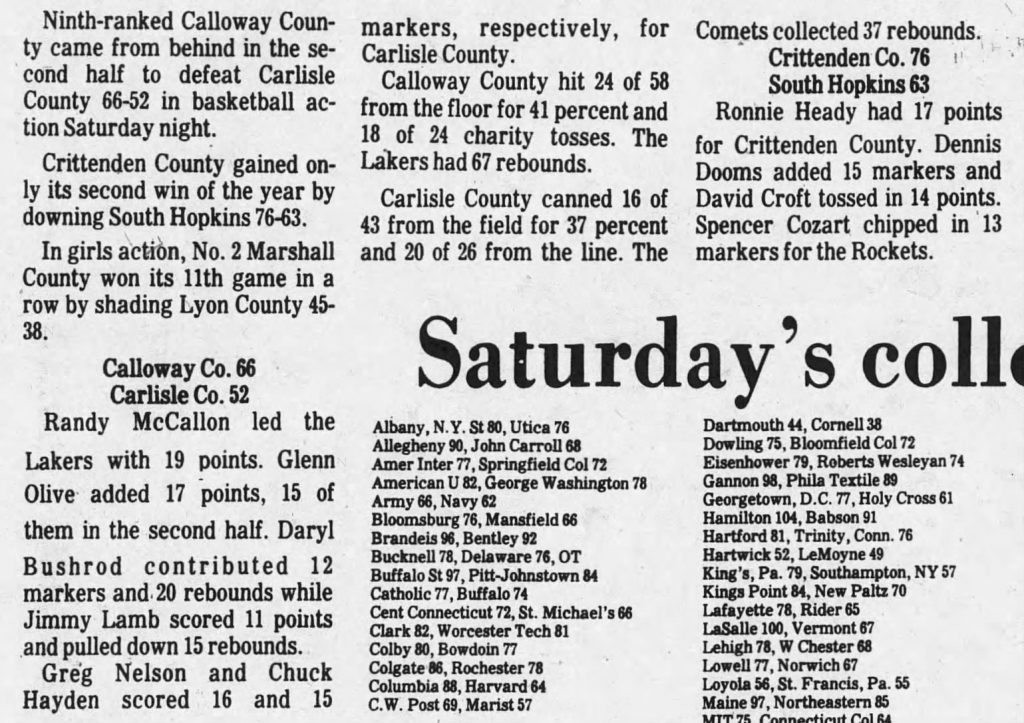 Ninth-ranked Calloway Coun-
ty came from behind in the se-
cond half to defeat Carlisle
County 66-52 in basketball ac-
tion Saturday night.
Crittenden County gained on-
ly its second win of the year by
downing South Hopkins 76-63.
In girls action, No. 2 Marshall
County won its 11th game in a
row by shading Lyon County 45-
38.
Calloway Co. 66
Carlisle Co. 52
Randy McCallon led the
Lakers with 19 points. Glenn
Olive added 17 points, 15 of
them in the second half. Daryl
Bushrod contributed 12
markers and 20 rebounds while
Jimmy Lamb scored 11 points
and pulled down 15 rebounds.
Greg Nelson and Chuck
Hayden scored 16 and 15
markers, respectively, for
Carlisle County.
Calloway County hit 24 of 58
from the floor for 41 percent and
18 of 24 charity tosses. The
Lakers had 67 rebounds.
Carlisle County canned 16 of
43 from the field for 37 percent
and 20 of 26 from the line. The
Comets collected 37 rebounds.
Crittenden Co. 76
South Hopkins 63
Ronnie Heady had 17 points
for Crittenden County. Dennis
Dooms added 15 markers and
David Croft tossed in 14 points.
Spencer Cozart chipped in 13
markers for the Rockets.
Saturday's colle
Albany, N.Y. St 80, Utica 76
Allegheny 90, John Carroll 68
Amer Inter 77, Springfield Col 72
American U 82, George Washington 78
Army 66, Navy 62
Bloomsburg 76, Mansfield 66
Brandeis 96, Bentley 92
Bucknell 78, Delaware 76, OT
Buffalo St 97, Pitt-Johnstown 84
Catholic 77, Buffalo 74
Cent Connecticut 72, St. Michael's 66
Clark 82, Worcester Tech 81
Colby 80, Bowdoin 77
Colgate 86, Rochester 78
Columbia 88, Harvard 64
C.W. Post 69, Marist 57
Dartmouth 44, Cornell 38
Dowling 75, Bloomfield Col 72
Eisenhower 79, Roberts Wesleyan 74
Gannon 98, Phila Textile 89
Georgetown, D.C. 77, Holy Cross 61
Hamilton 104, Babson 91
Hartford 81, Trinity, Conn. 76
Hartwick 52, LeMoyne 49
King's, Pa. 79, Southampton, NY 57
Kings Point 84, New Paltz 70
Lafayette 78, Rider 65
LaSalle 100, Vermont 67
Lehigh 78, W Chester 68
Lowell 77, Norwich 67
Loyola 56, St. Francis, Pa. 55
Maine 97, Northeastern 85
MIT 75, Connecticut Col 64